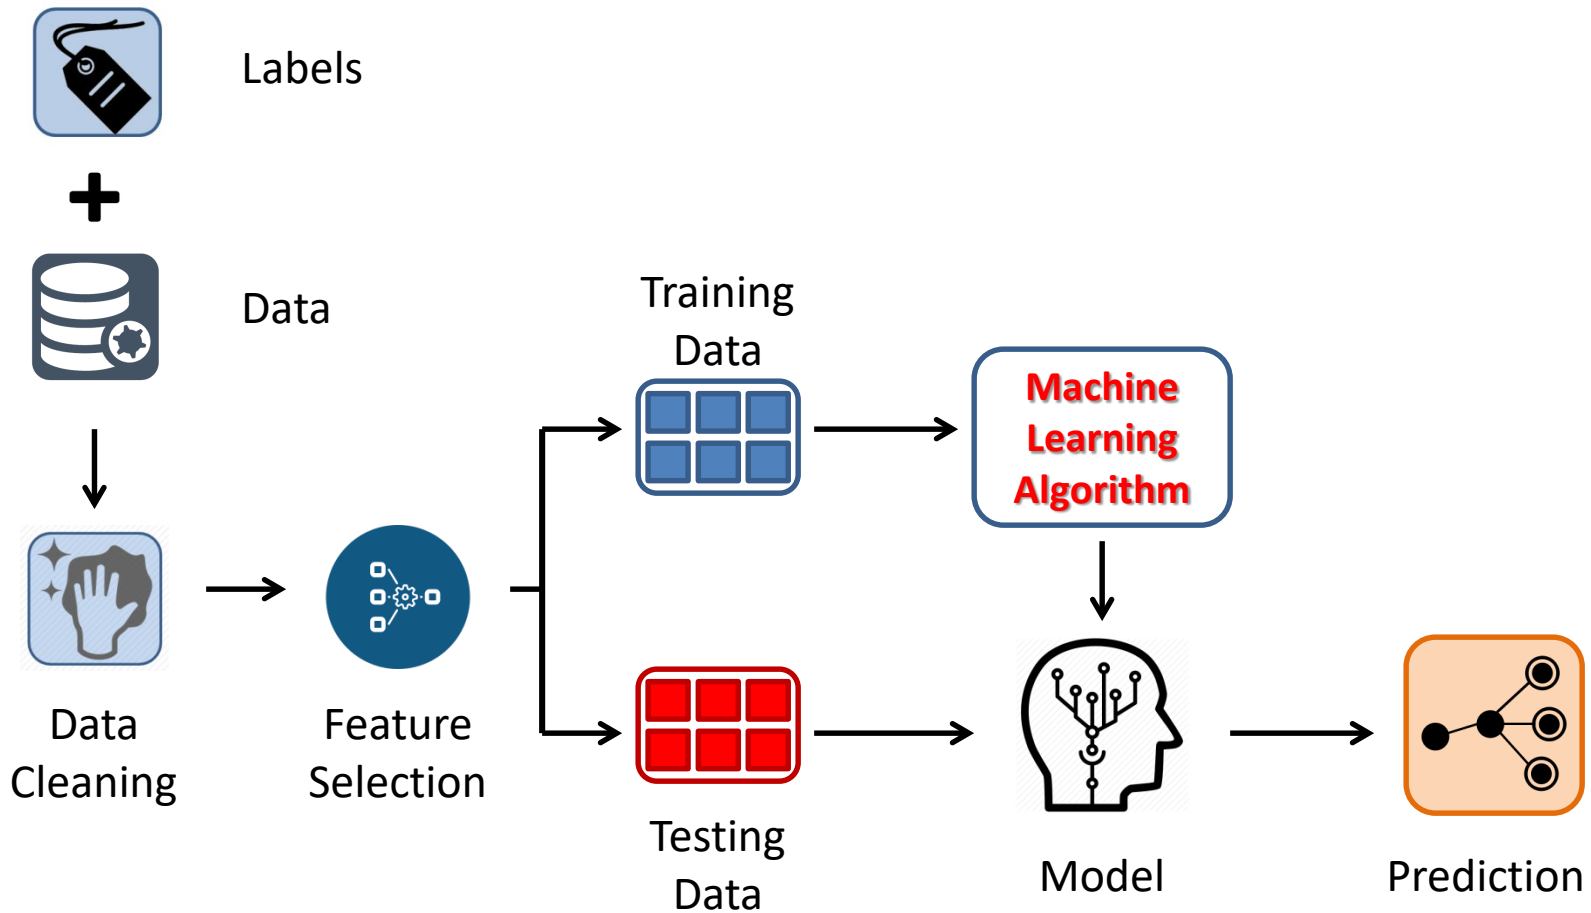 Labels
Data
Training
Data
Machine
Learning
Algorithm
Data
Cleaning
Feature
Selection
Testing
Data
Model
Prediction